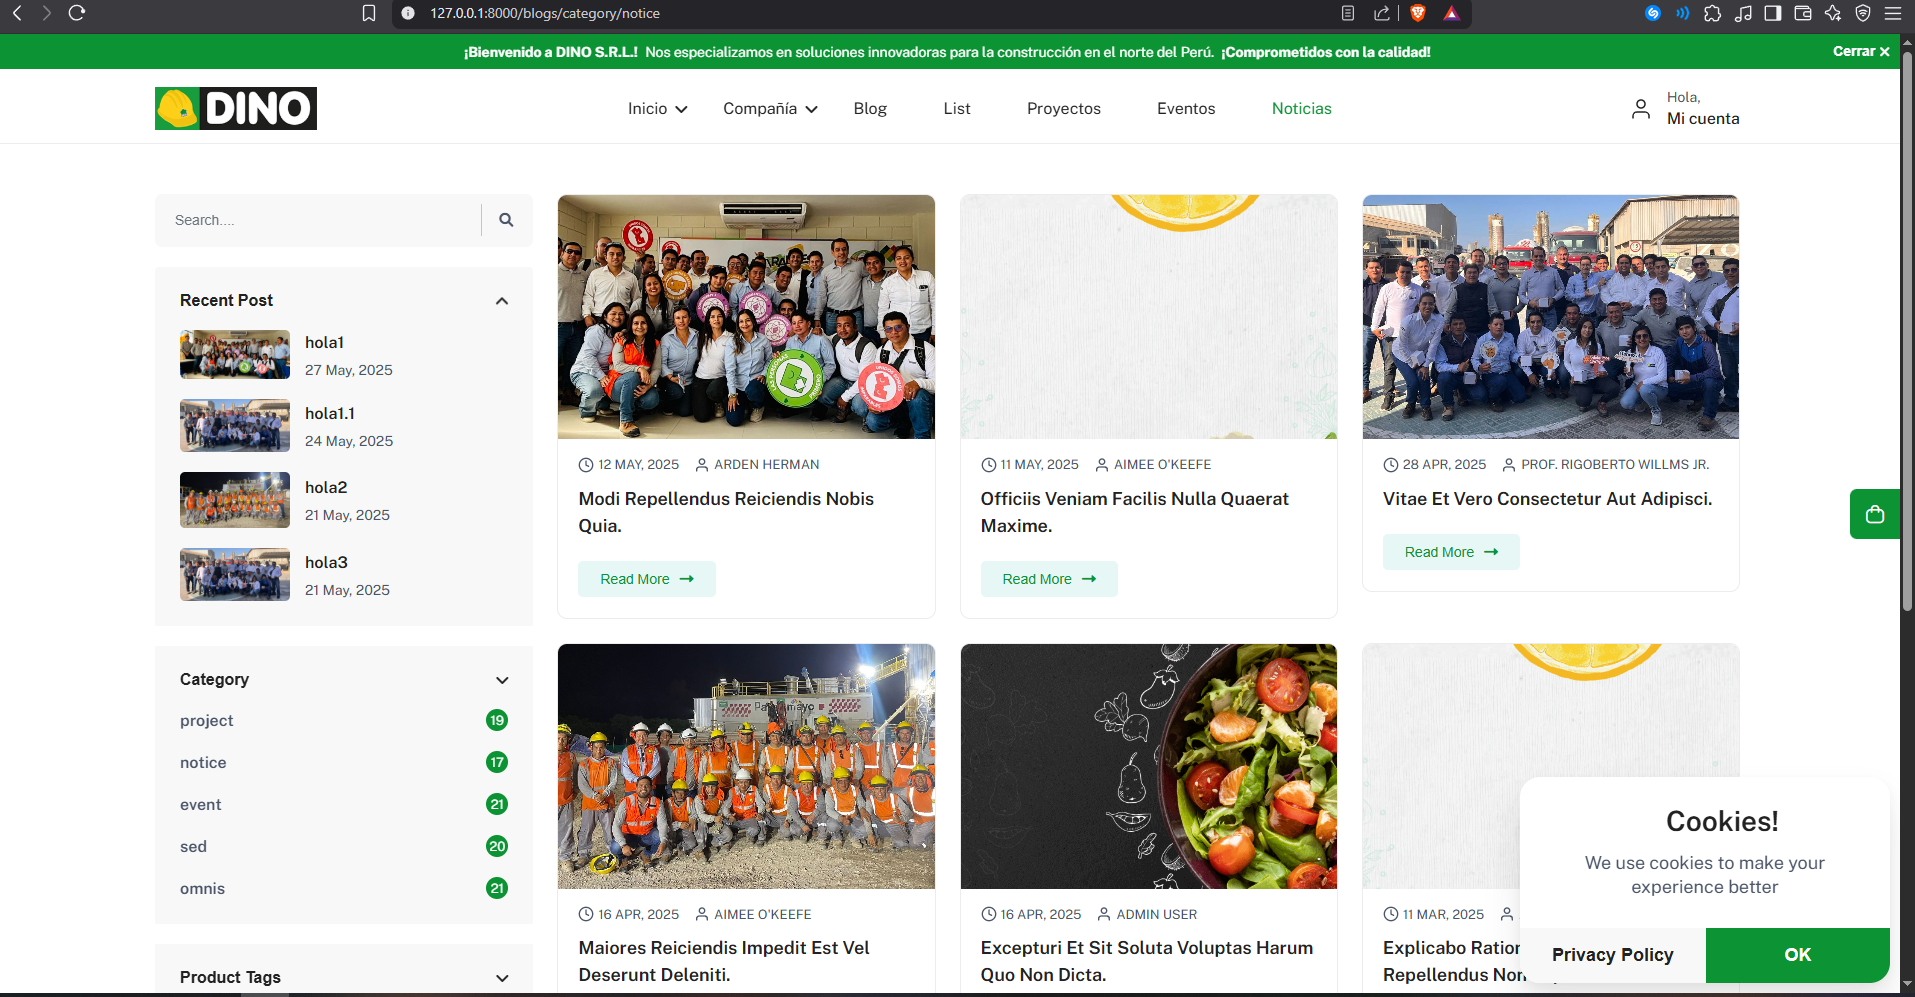 127.0.0.1:8000/blogs/category/notice
¡Bienvenido a DINO S.R.L.! Nos especializamos en soluciones innovadoras para la construcción en el norte del Perú. ¡Comprometidos con la calidad!
Cerrar ✕
DINO
Inicio
Compañía
Blog
List
Proyectos
Eventos
Noticias
Hola,
Mi cuenta
Search....
Recent Post
hola1
27 May, 2025
hola1.1
24 May, 2025
hola2
21 May, 2025
hola3
21 May, 2025
Category
project 19
notice 17
event 21
sed 20
omnis 21
Product Tags
12 MAY, 2025 ARDEN HERMAN
Modi Repellendus Reiciendis Nobis
Quia.
Read More
11 MAY, 2025 AIMEE O'KEEFE
Officiis Veniam Facilis Nulla Quaerat
Maxime.
Read More
28 APR, 2025 PROF. RIGOBERTO WILLMS JR.
Vitae Et Vero Consectetur Aut Adipisci.
Read More
16 APR, 2025 AIMEE O'KEEFE
Maiores Reiciendis Impedit Est Vel
Deserunt Deleniti.
16 APR, 2025 ADMIN USER
Excepturi Et Sit Soluta Voluptas Harum
Quo Non Dicta.
11 MAR, 2025
Explicabo
Repellendus
Cookies!
We use cookies to make your
experience better
Privacy Policy
OK